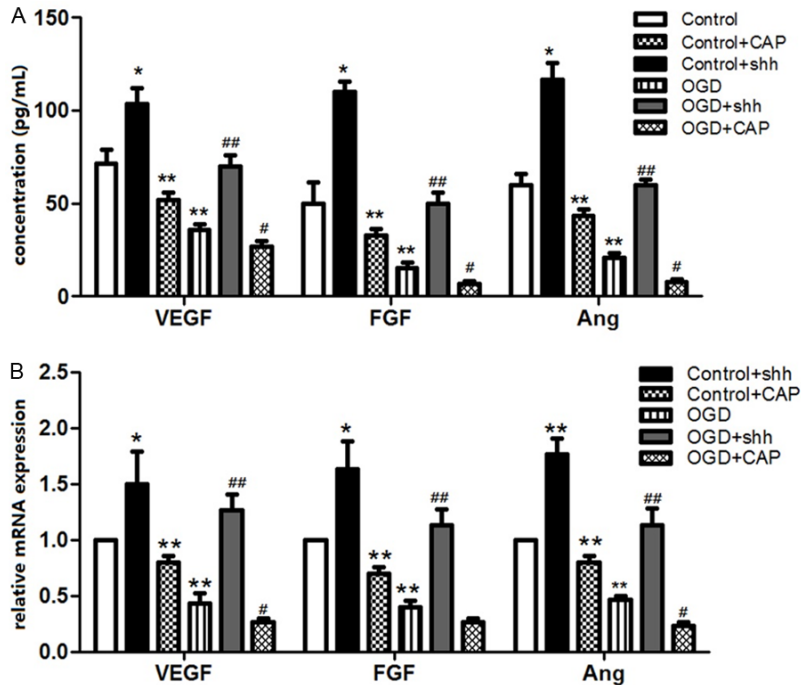 A
150
100
50
0
concentration (pg/mL)
Control
Control+CAP
Control+shh
OGD
OGD+shh
OGD+CAP
* ** ** ## #
* ** ** ## #
* ** ** ## #
VEGF FGF Ang
B
2.5
2.0
1.5
1.0
0.5
0.0
relative mRNA expression
Control+shh
Control+CAP
OGD
OGD+shh
OGD+CAP
* ** ** ## #
* ** ** ##
** ** ** ## #
VEGF FGF Ang